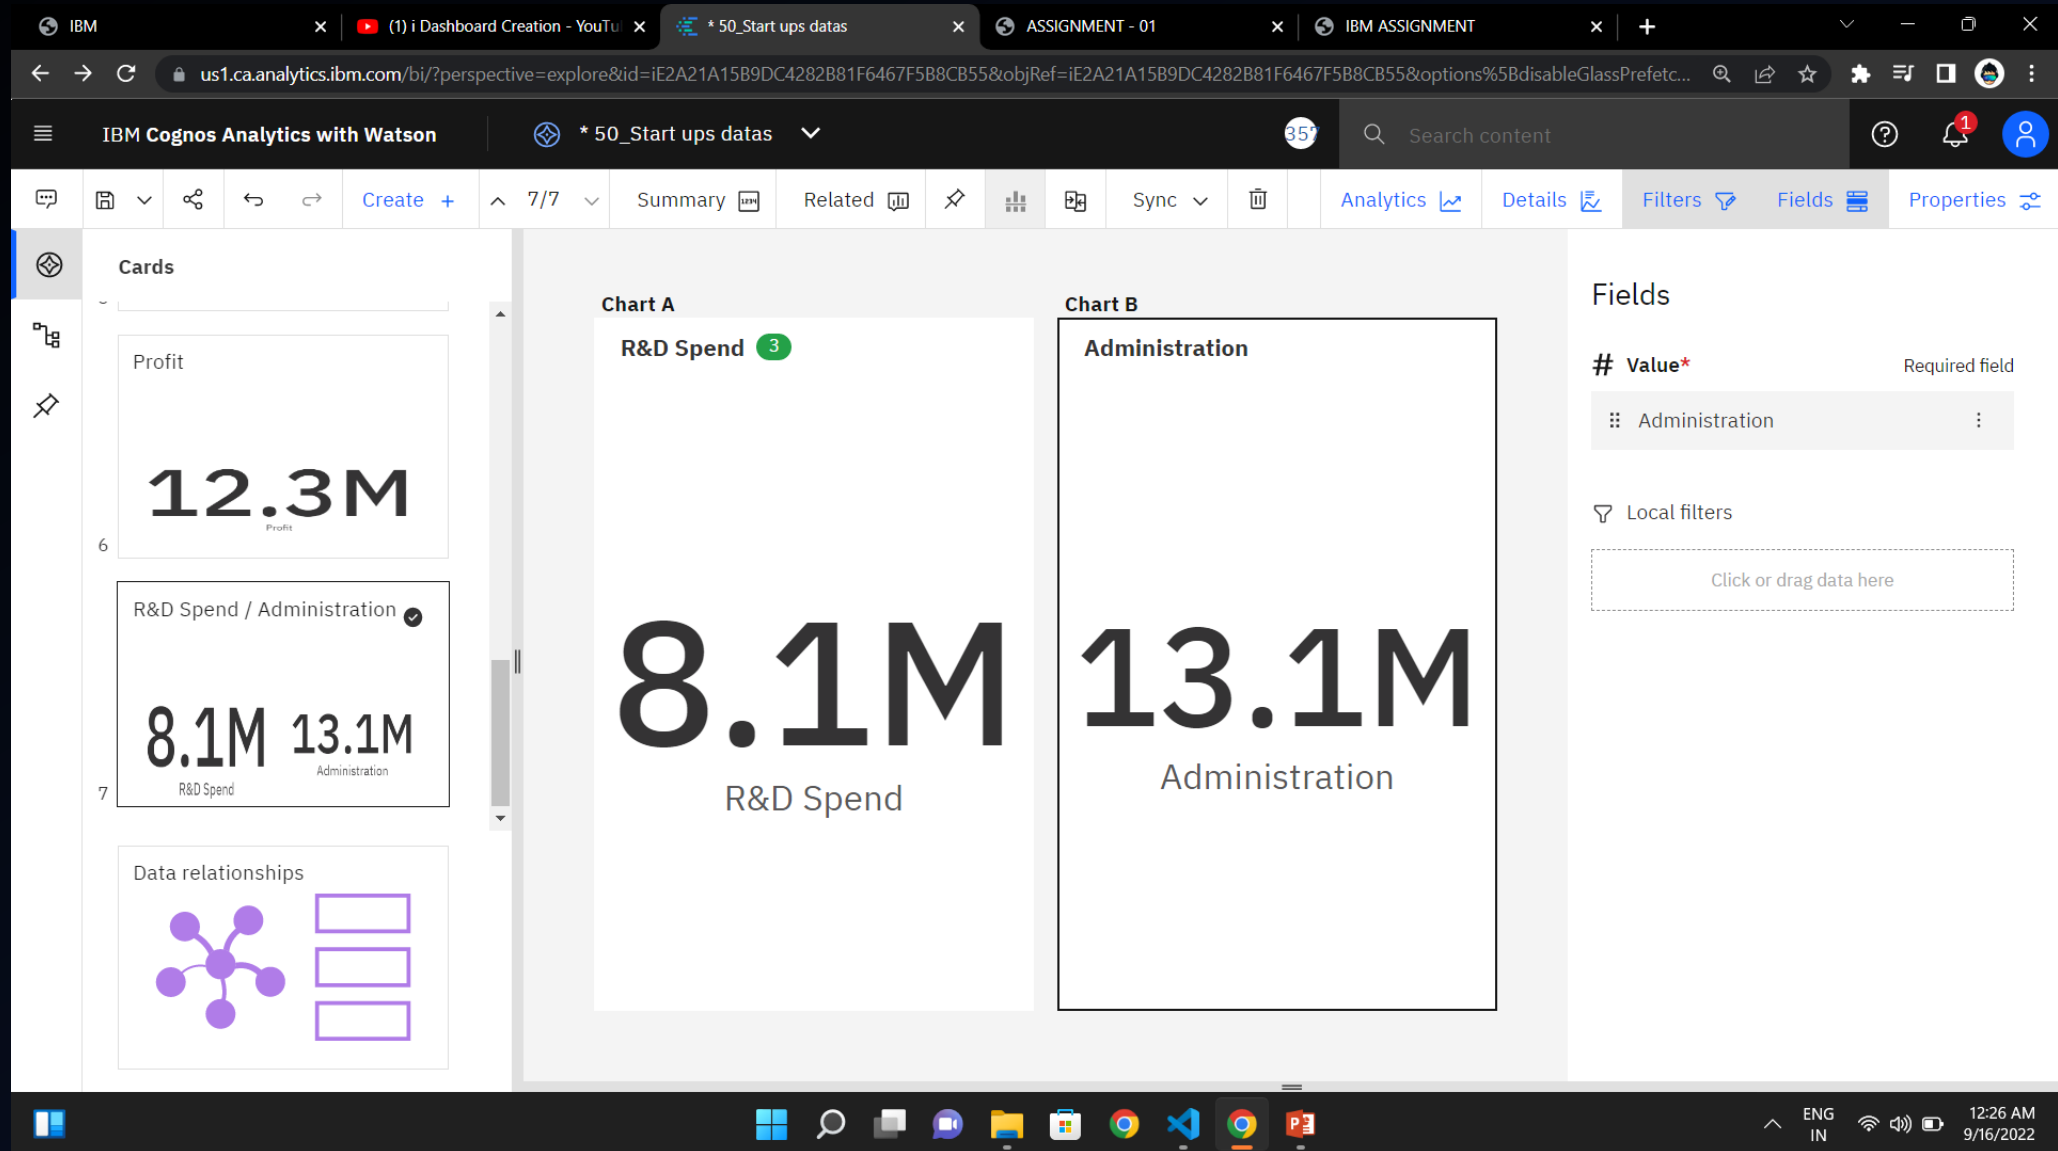 IBM
(1) i Dashboard Creation - YouTu
* 50_Start ups datas
ASSIGNMENT - 01
IBM ASSIGNMENT
us1.ca.analytics.ibm.com/bi/?perspective=explore&id=iE2A21A15B9DC4282B81F6467F5B8CB55&objRef=iE2A21A15B9DC4282B81F6467F5B8CB55&options%5BdisableGlassPrefetc...
IBM Cognos Analytics with Watson
* 50_Start ups datas
357
Search content
1
Create +
7/7
Summary
Related
Sync
Analytics
Details
Filters
Fields
Properties
Cards
Profit
12.3M
Profit
6
R&D Spend / Administration
8.1M
R&D Spend
13.1M
Administration
7
Data relationships
Chart A
R&D Spend 3
8.1M
R&D Spend
Chart B
Administration
13.1M
Administration
Fields
# Value*
Required field
Administration
Local filters
Click or drag data here
ENG
IN
12:26 AM
9/16/2022